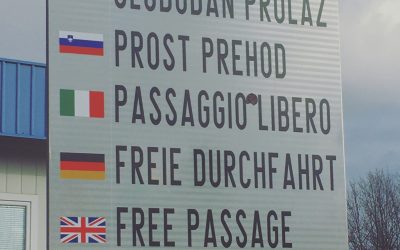 SLOBODAN PROLAZ
PROST PREHOD
PASSAGGIO LIBERO
FREIE DURCHFAHRT
FREE PASSAGE